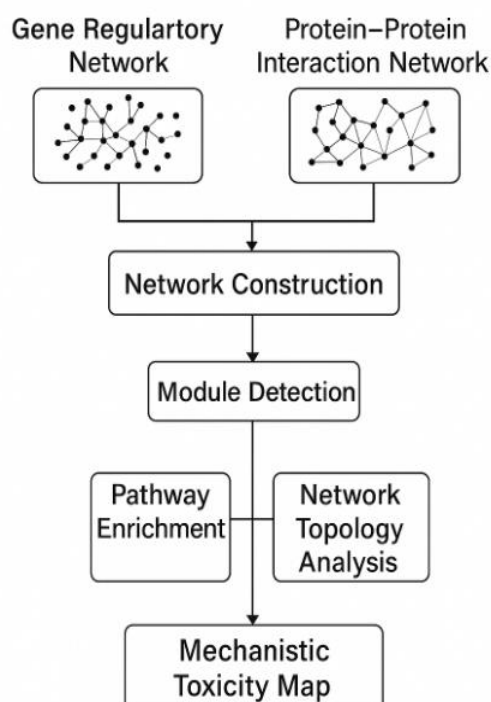 Gene Regulartory
Network
Protein–Protein
Interaction Network
Network Construction
Module Detection
Pathway
Enrichment
Network
Topology
Analysis
Mechanistic
Toxicity Map